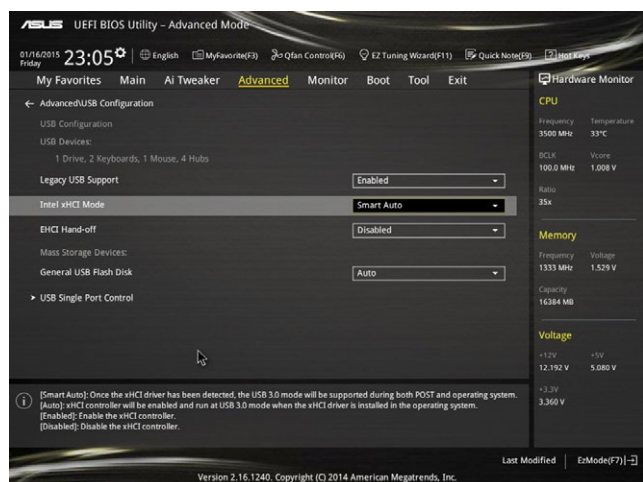 ASUS UEFI BIOS Utility – Advanced Mode
01/16/2015 Friday 23:05 English MyFavorite(F3) Qfan Control(F6) EZ Tuning Wizard(F11) Quick Note(F9) Hot Keys
My Favorites Main Ai Tweaker Advanced Monitor Boot Tool Exit
← Advanced\USB Configuration
USB Configuration
USB Devices:
1 Drive, 2 Keyboards, 1 Mouse, 4 Hubs
Legacy USB Support Enabled
Intel xHCI Mode Smart Auto
EHCI Hand-off Disabled
Mass Storage Devices:
General USB Flash Disk Auto
> USB Single Port Control
[Smart Auto]: Once the xHCI driver has been detected, the USB 3.0 mode will be supported during both POST and operating system.
[Auto]: xHCI controller will be enabled and run at USB 3.0 mode when the xHCI driver is installed in the operating system.
[Enabled]: Enable the xHCI controller.
[Disabled]: Disable the xHCI controller.
Hardware Monitor
CPU
Frequency Temperature
3500 MHz 33°C
BCLK Vcore
100.0 MHz 1.008 V
Ratio
35x
Memory
Frequency Voltage
1333 MHz 1.529 V
Capacity
16384 MB
Voltage
+12V +5V
12.192 V 5.080 V
+3.3V
3.360 V
Last Modified EzMode(F7)
Version 2.16.1240. Copyright (C) 2014 American Megatrends, Inc.